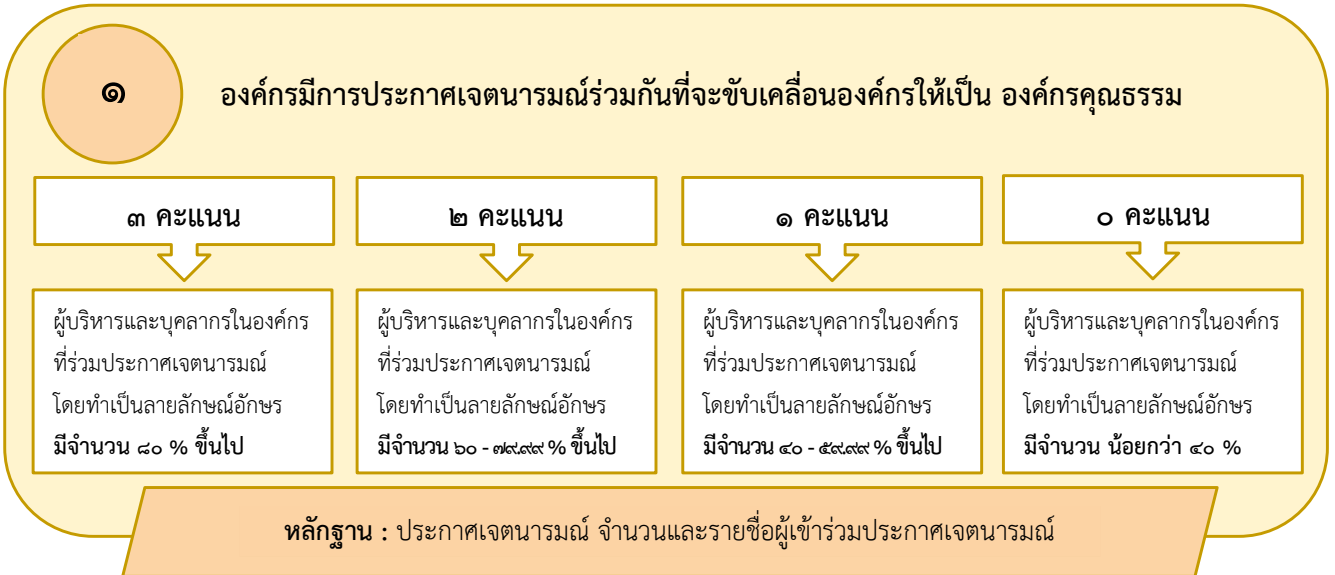 ๑
องค์กรมีการประกาศเจตนารมณ์ร่วมกันที่จะขับเคลื่อนองค์กรให้เป็น องค์กรคุณธรรม
๓ คะแนน
ผู้บริหารและบุคลากรในองค์กร
ที่ร่วมประกาศเจตนารมณ์
โดยทำเป็นลายลักษณ์อักษร
มีจำนวน ๘๐ % ขึ้นไป
๒ คะแนน
ผู้บริหารและบุคลากรในองค์กร
ที่ร่วมประกาศเจตนารมณ์
โดยทำเป็นลายลักษณ์อักษร
มีจำนวน ๖๐ - ๗๙.๙๙ % ขึ้นไป
๑ คะแนน
ผู้บริหารและบุคลากรในองค์กร
ที่ร่วมประกาศเจตนารมณ์
โดยทำเป็นลายลักษณ์อักษร
มีจำนวน ๔๐ - ๕๙.๙๙ % ขึ้นไป
๐ คะแนน
ผู้บริหารและบุคลากรในองค์กร
ที่ร่วมประกาศเจตนารมณ์
โดยทำเป็นลายลักษณ์อักษร
มีจำนวน น้อยกว่า ๔๐ %
หลักฐาน : ประกาศเจตนารมณ์ จำนวนและรายชื่อผู้เข้าร่วมประกาศเจตนารมณ์